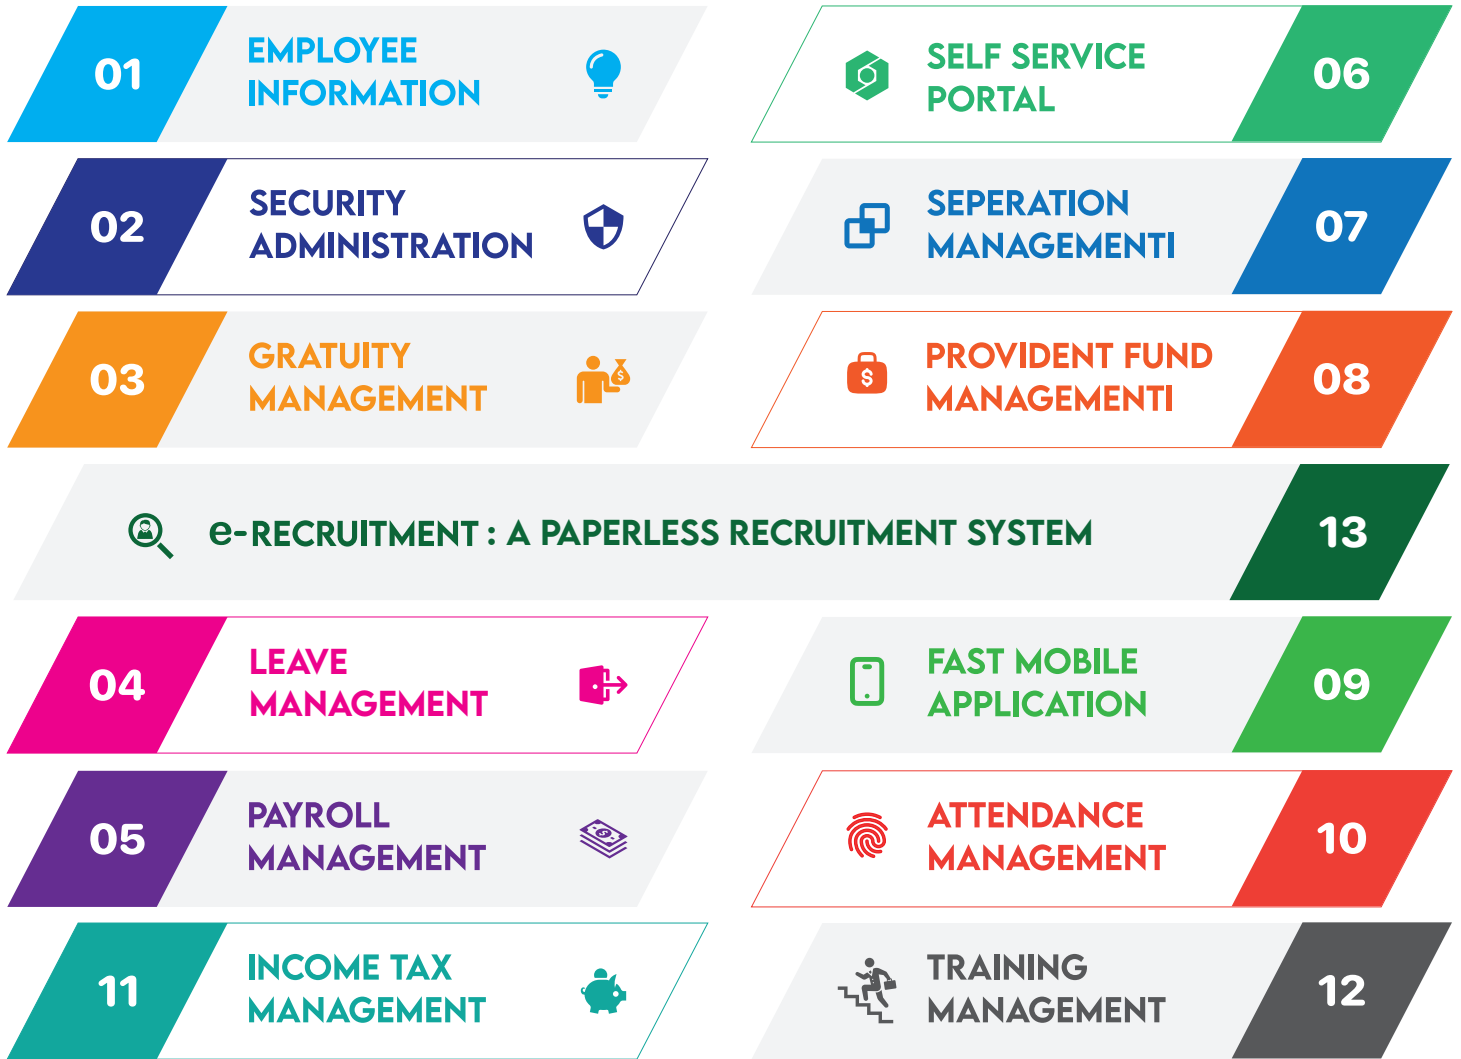 01
EMPLOYEE
INFORMATION
SELF SERVICE
PORTAL
06
02
SECURITY
ADMINISTRATION
SEPERATION
MANAGEMENTI
07
03
GRATUITY
MANAGEMENT
PROVIDENT FUND
MANAGEMENTI
08
e-RECRUITMENT : A PAPERLESS RECRUITMENT SYSTEM
13
04
LEAVE
MANAGEMENT
FAST MOBILE
APPLICATION
09
05
PAYROLL
MANAGEMENT
ATTENDANCE
MANAGEMENT
10
11
INCOME TAX
MANAGEMENT
TRAINING
MANAGEMENT
12